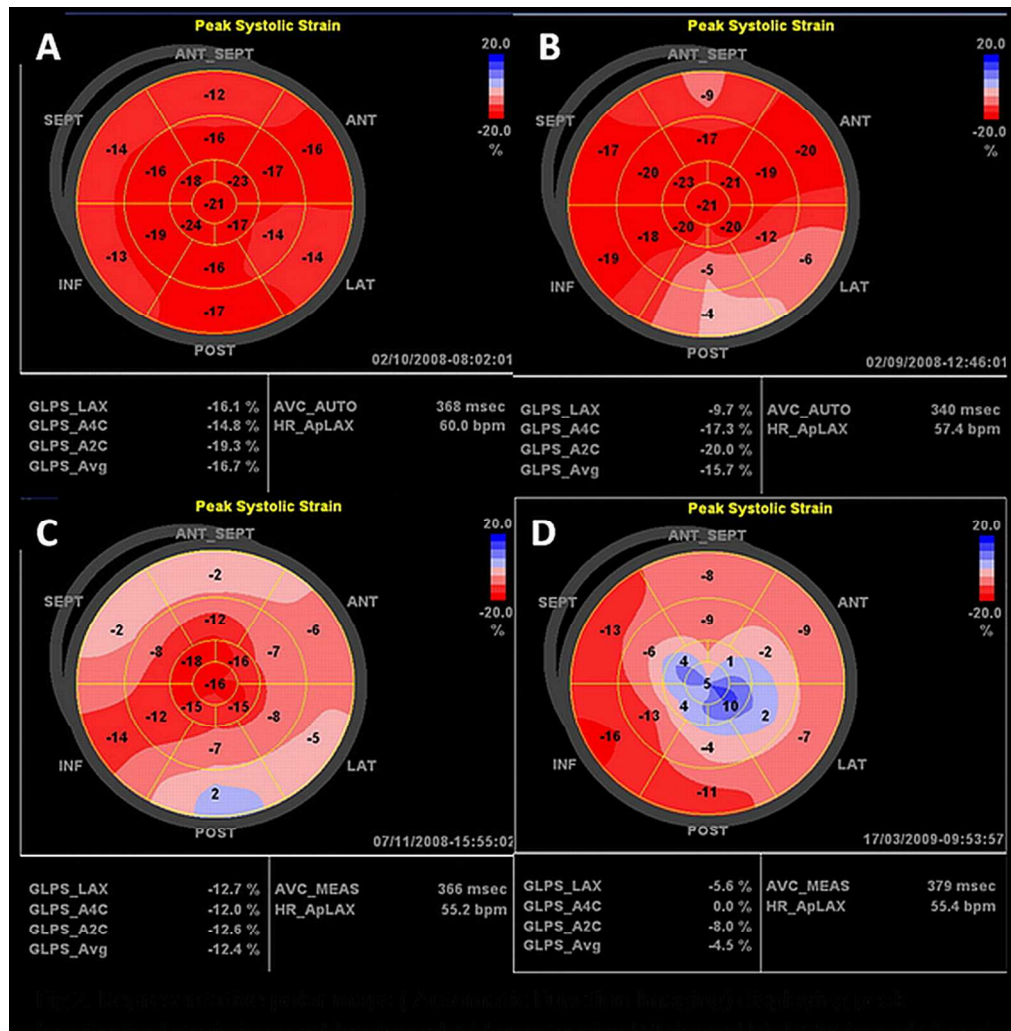 A
Peak Systolic Strain
ANT_SEPT
20.0
SEPT
ANT
-20.0
%
-12
-14
-16
-16
-16
-17
-18
-23
-21
-24
-17
-19
-14
-13
-14
-16
-17
INF
LAT
POST
02/10/2008-08:02:01
GLPS_LAX -16.1 %
GLPS_A4C -14.8 %
GLPS_A2C -19.3 %
GLPS_Avg -16.7 %
AVC_AUTO 368 msec
HR_ApLAX 60.0 bpm
B
Peak Systolic Strain
ANT_SEPT
20.0
SEPT
ANT
-20.0
%
-9
-17
-17
-20
-20
-19
-23
-21
-21
-20
-20
-18
-12
-19
-6
-5
-4
INF
LAT
POST
02/09/2008-12:46:01
GLPS_LAX -9.7 %
GLPS_A4C -17.3 %
GLPS_A2C -20.0 %
GLPS_Avg -15.7 %
AVC_AUTO 340 msec
HR_ApLAX 57.4 bpm
C
Peak Systolic Strain
ANT_SEPT
20.0
SEPT
ANT
-20.0
%
-2
-2
-12
-6
-8
-7
-18
-16
-16
-15
-15
-12
-8
-14
-5
-7
2
INF
LAT
POST
07/11/2008-15:55:02
GLPS_LAX -12.7 %
GLPS_A4C -12.0 %
GLPS_A2C -12.6 %
GLPS_Avg -12.4 %
AVC_MEAS 366 msec
HR_ApLAX 55.2 bpm
D
Peak Systolic Strain
ANT_SEPT
20.0
SEPT
ANT
-20.0
%
-8
-13
-9
-9
-6
-2
4
1
5
4
10
-13
2
-16
-7
-4
-11
INF
LAT
POST
17/03/2009-09:53:57
GLPS_LAX -5.6 %
GLPS_A4C 0.0 %
GLPS_A2C -8.0 %
GLPS_Avg -4.5 %
AVC_MEAS 379 msec
HR_ApLAX 55.4 bpm